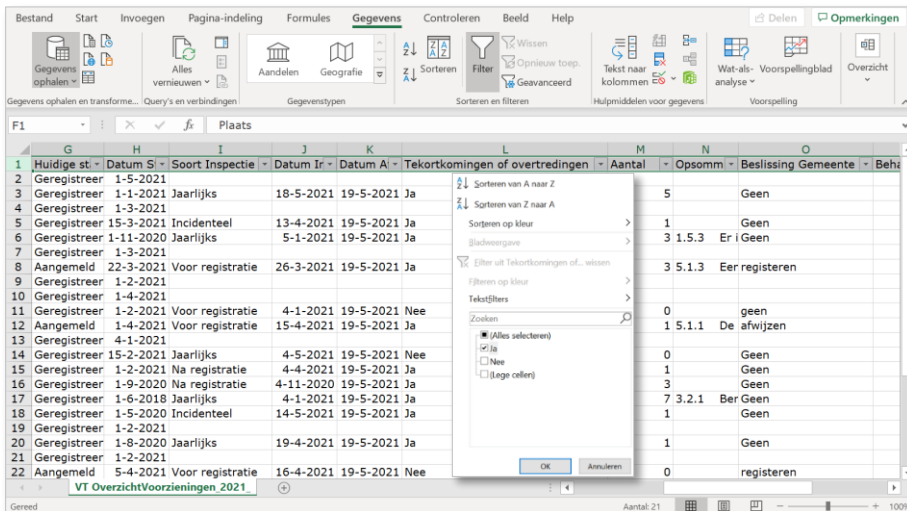 Bestand Start Invoegen Pagina-indeling Formules Gegevens Controleren Beeld Help Delen Opmerkingen
Gegevens ophalen
Alles vernieuwen
Aandelen Geografie
Sorteren
Filter
Wissen
Opnieuw toep.
Geavanceerd
Tekst naar kolommen
Wat-als-analyse
Voorspellingblad
Overzicht
Gegevens ophalen en transforme... Query's en verbindingen Gegevenstypen Sorteren en filteren Hulpmiddelen voor gegevens Voorspelling
F1 fx Plaats
G H I J K L M N O
1 Huidige st Datum S Soort Inspectie Datum Ir Datum A Tekortkomingen of overtredingen Aantal Opsomm Beslissing Gemeente Beha
2 Geregistreer 1-5-2021
3 Geregistreer 1-1-2021 Jaarlijks 18-5-2021 19-5-2021 Ja 5 Geen
4 Geregistreer 1-3-2021
5 Geregistreer 15-3-2021 Incidenteel 13-4-2021 19-5-2021 Ja 1 Geen
6 Geregistreer 1-11-2020 Jaarlijks 5-1-2021 19-5-2021 Ja 3 1.5.3 Er i Geen
7 Geregistreer 1-3-2021
8 Aangemeld 22-3-2021 Voor registratie 26-3-2021 19-5-2021 Ja 3 5.1.3 Eer registeren
9 Geregistreer 1-2-2021
10 Geregistreer 1-4-2021
11 Geregistreer 1-2-2021 Voor registratie 4-1-2021 19-5-2021 Nee 0 geen
12 Aangemeld 1-4-2021 Voor registratie 15-4-2021 19-5-2021 Ja 1 5.1.1 De afwijzen
13 Geregistreer 4-1-2021
14 Geregistreer 15-2-2021 Jaarlijks 4-5-2021 19-5-2021 Nee 0 Geen
15 Geregistreer 1-2-2021 Na registratie 4-4-2021 19-5-2021 Ja 1 Geen
16 Geregistreer 1-9-2020 Na registratie 4-11-2020 19-5-2021 Ja 3 Geen
17 Geregistreer 1-6-2018 Jaarlijks 4-1-2021 19-5-2021 Ja 7 3.2.1 Ber Geen
18 Geregistreer 1-5-2020 Incidenteel 14-5-2021 19-5-2021 Ja 1 Geen
19 Geregistreer 1-2-2021
20 Geregistreer 1-8-2020 Jaarlijks 19-4-2021 19-5-2021 Ja 1 Geen
21 Geregistreer 1-2-2021
22 Aangemeld 5-4-2021 Voor registratie 16-4-2021 19-5-2021 Nee 0 registeren
Sorteren van A naar Z
Sorteren van Z naar A
Sorteren op kleur
Bladweergave
Filter uit Tekortkomingen of... wissen
Filteren op kleur
Tekstfilters
Zoeken
(Alles selecteren)
Ja
Nee
(Lege cellen)
OK Annuleren
VT OverzichtVoorzieningen_2021_
Gereed Aantal: 21 100%